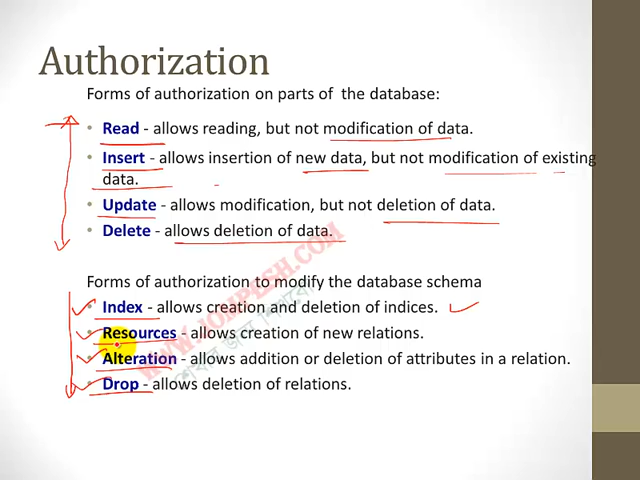 Authorization
Forms of authorization on parts of the database:
• Read - allows reading, but not modification of data.
• Insert - allows insertion of new data, but not modification of existing
data.
• Update - allows modification, but not deletion of data.
• Delete - allows deletion of data.
WWW.JOMPESH.COM
Forms of authorization to modify the database schema
• Index - allows creation and deletion of indices.
• Resources - allows creation of new relations.
• Alteration - allows addition or deletion of attributes in a relation.
• Drop - allows deletion of relations.